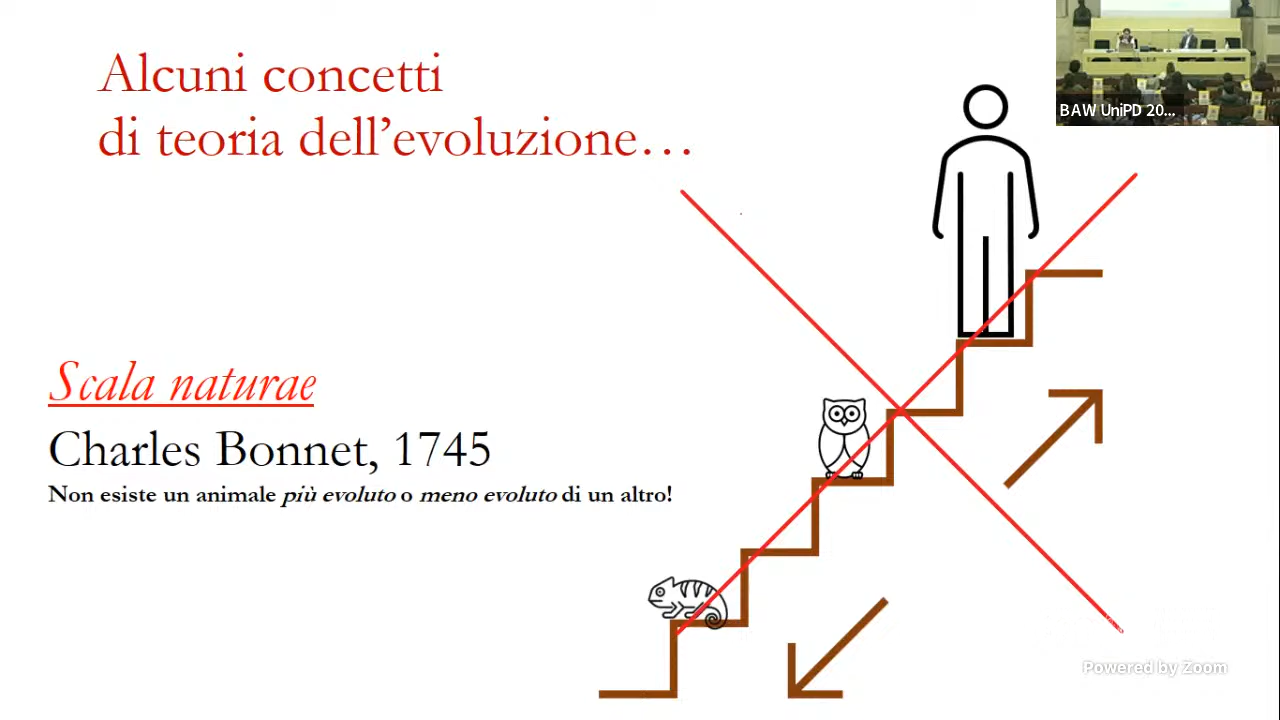 Alcuni concetti
di teoria dell’evoluzione…
BAW UniPD 20...
Scala naturae
Charles Bonnet, 1745
Non esiste un animale più evoluto o meno evoluto di un altro!
Powered by Zoom